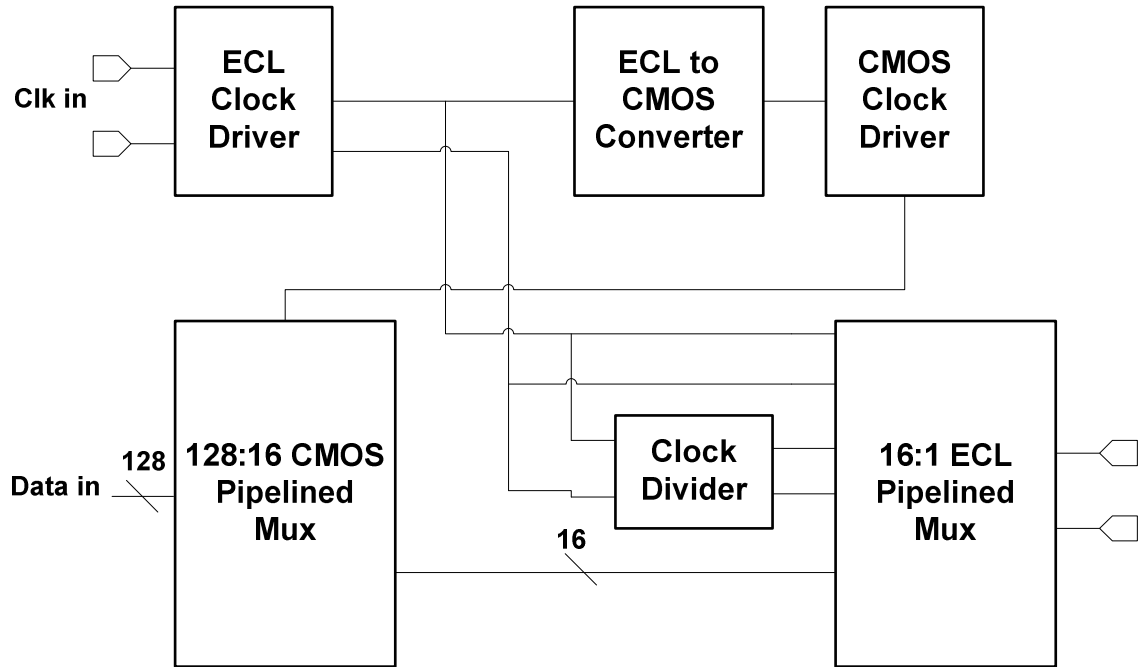 ECL
Clock
Driver
ECL to
CMOS
Converter
CMOS
Clock
Driver
Clk in
128:16 CMOS
Pipelined
Mux
128
Data in
Clock
Divider
16:1 ECL
Pipelined
Mux
16